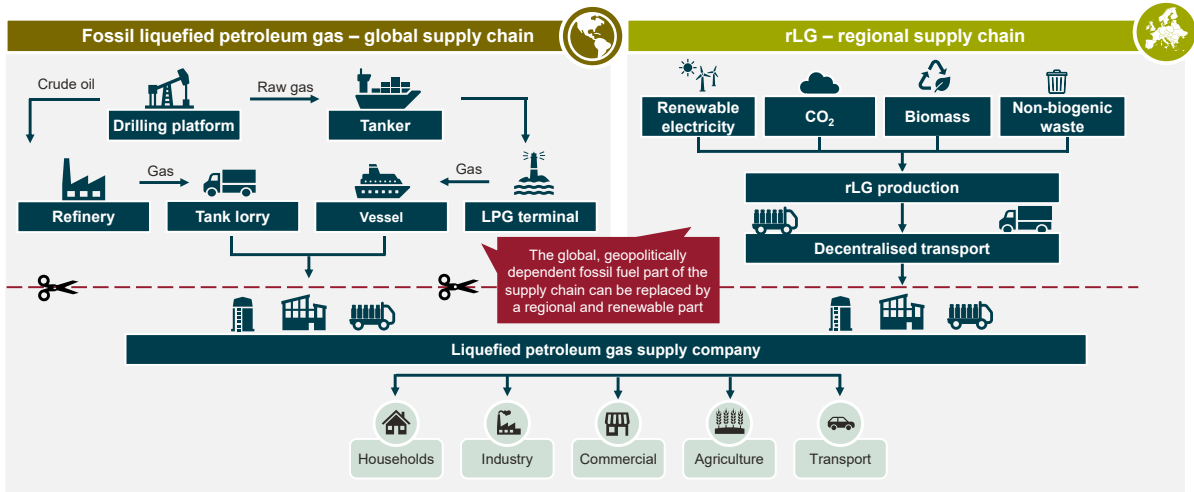 Fossil liquefied petroleum gas – global supply chain
rLG – regional supply chain
Crude oil
Raw gas
Drilling platform
Tanker
Gas
Gas
Refinery
Tank lorry
Vessel
LPG terminal
Renewable
electricity
CO₂
Biomass
Non-biogenic
waste
rLG production
Decentralised transport
The global, geopolitically
dependent fossil fuel part of the
supply chain can be replaced by
a regional and renewable part
Liquefied petroleum gas supply company
Households
Industry
Commercial
Agriculture
Transport